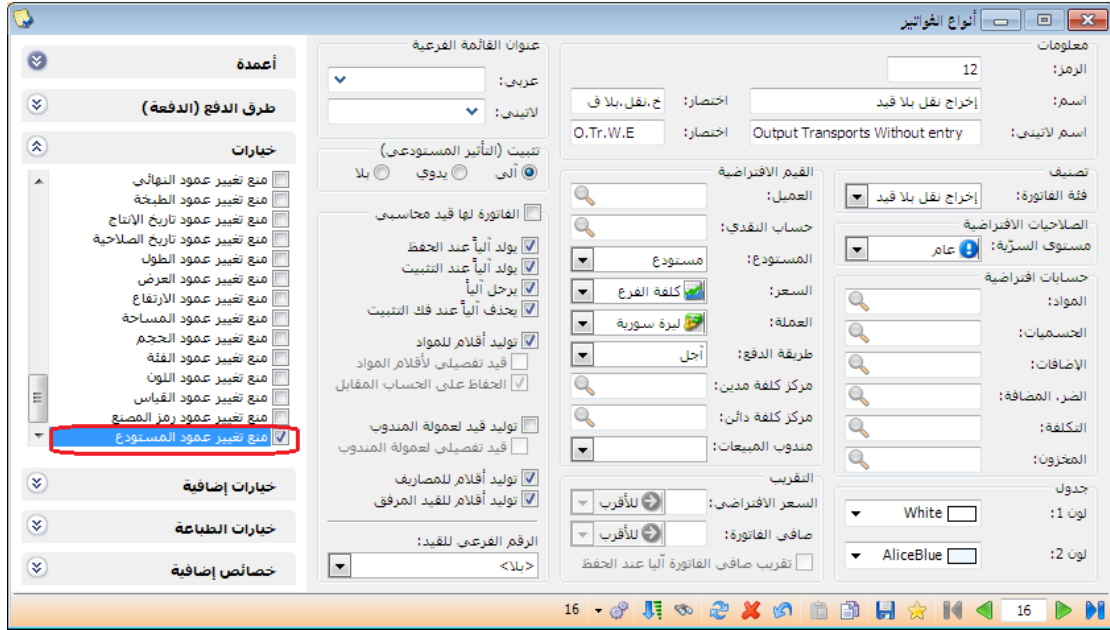 أنواع الفواتير
معلومات
الرمز: 12
اسم: إخراج نقل بلا قيد اختصار: خ.نقل.بلا ق
اسم لاتيني: Output Transports Without entry اختصار: O.Tr.W.E
تصنيف
فئة الفاتورة: إخراج نقل بلا قيد
الصلاحيات الافتراضية
مستوى السرّية: عام
حسابات افتراضية
المواد:
الحسميات:
الإضافات:
الضر. المضافة:
التكلفة:
المخزون:
جدول
لون 1: White
لون 2: AliceBlue
القيم الافتراضية
العميل:
حساب النقدي:
المستودع: مستودع
السعر: كلفة الفرع
العملة: ليرة سورية
طريقة الدفع: آجل
مركز كلفة مدين:
مركز كلفة دائن:
مندوب المبيعات:
التقريب
السعر الافتراضي: للأقرب
صافي الفاتورة: للأقرب
تقريب صافي الفاتورة آليا عند الحفظ
عنوان القائمة الفرعية
عربي:
لاتيني:
تثبيت (التأثير المستودعي)
آلي يدوي بلا
الفاتورة لها قيد محاسبي
يولد آلياً عند الحفظ
يولد آلياً عند التثبيت
يرحل آلياً
يحذف آلياً عند فك التثبيت
توليد أقلام للمواد
قيد تفصيلي لأقلام المواد
الحفاظ على الحساب المقابل
توليد قيد لعمولة المندوب
قيد تفصيلي لعمولة المندوب
توليد أقلام للمصاريف
توليد أقلام للقيد المرفق
الرقم الفرعي للقيد:
<بلا>
أعمدة
طرق الدفع (الدفعة)
خيارات
منع تغيير عمود النهائي
منع تغيير عمود الطبخة
منع تغيير عمود تاريخ الإنتاج
منع تغيير عمود تاريخ الصلاحية
منع تغيير عمود الطول
منع تغيير عمود العرض
منع تغيير عمود الارتفاع
منع تغيير عمود المساحة
منع تغيير عمود الحجم
منع تغيير عمود الفئة
منع تغيير عمود اللون
منع تغيير عمود القياس
منع تغيير عمود رمز المصنع
منع تغيير عمود المستودع
خيارات إضافية
خيارات الطباعة
خصائص إضافية
16 16